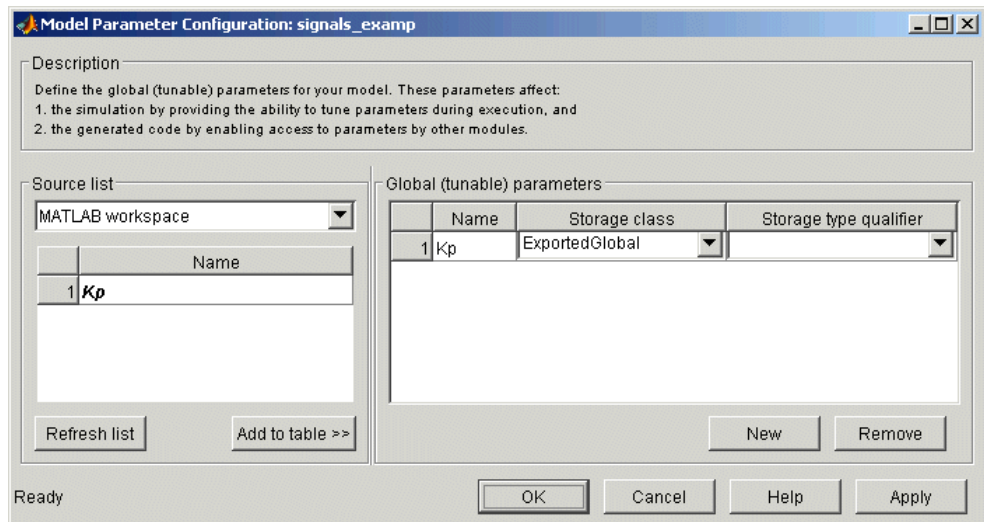 Model Parameter Configuration: signals_examp
Description
Define the global (tunable) parameters for your model. These parameters affect:
1. the simulation by providing the ability to tune parameters during execution, and
2. the generated code by enabling access to parameters by other modules.
Source list
MATLAB workspace
Name
1 Kp
Refresh list
Add to table >>
Global (tunable) parameters
Name Storage class Storage type qualifier
1 Kp ExportedGlobal
New
Remove
Ready
OK
Cancel
Help
Apply